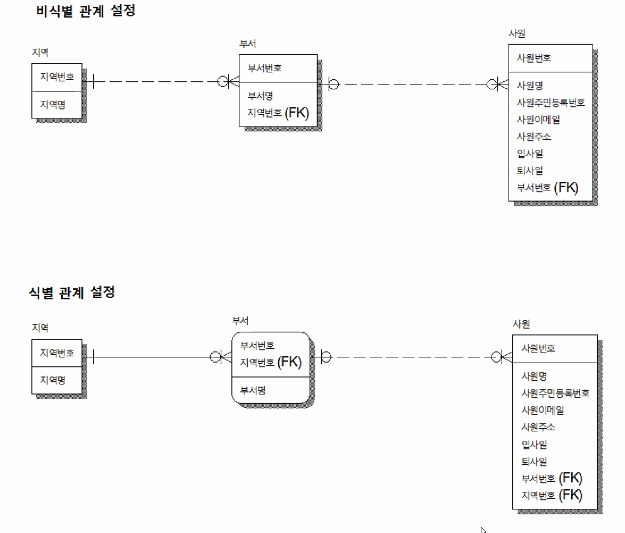 비식별 관계 설정
지역
지역번호
지역명
부서
부서번호
부서명
지역번호 (FK)
사원
사원번호
사원명
사원주민등록번호
사원이메일
사원주소
입사일
퇴사일
부서번호 (FK)
식별 관계 설정
지역
지역번호
지역명
부서
부서번호
지역번호 (FK)
부서명
사원
사원번호
사원명
사원주민등록번호
사원이메일
사원주소
입사일
퇴사일
부서번호 (FK)
지역번호 (FK)